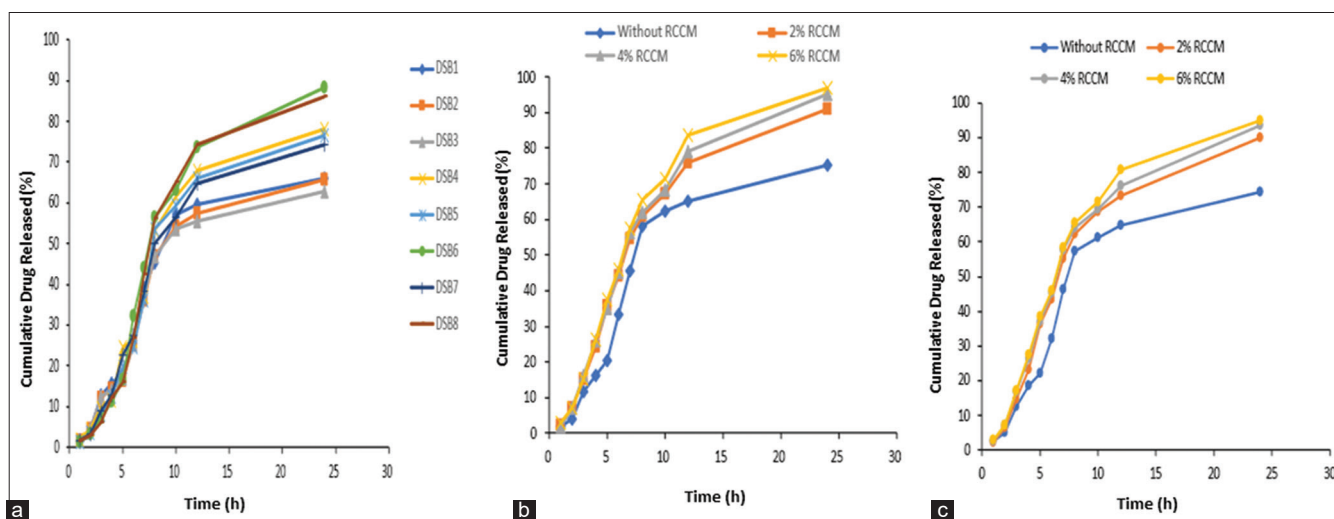 100
90
80
70
60
50
40
30
20
10
0
0 5 10 15 20 25 30
Cumulative Drug Released (%)
Time (h)
DSB1
DSB2
DSB3
DSB4
DSB5
DSB6
DSB7
DSB8
a
Without RCCM 2% RCCM
4% RCCM 6% RCCM
100
90
80
70
60
50
40
30
20
10
0
0 5 10 15 20 25 30
Cumulative Drug Released (%)
Time (h)
b
Without RCCM 2% RCCM
4% RCCM 6% RCCM
100
90
80
70
60
50
40
30
20
10
0
0 5 10 15 20 25 30
Cumulative Drug Released (%)
Time (h)
c